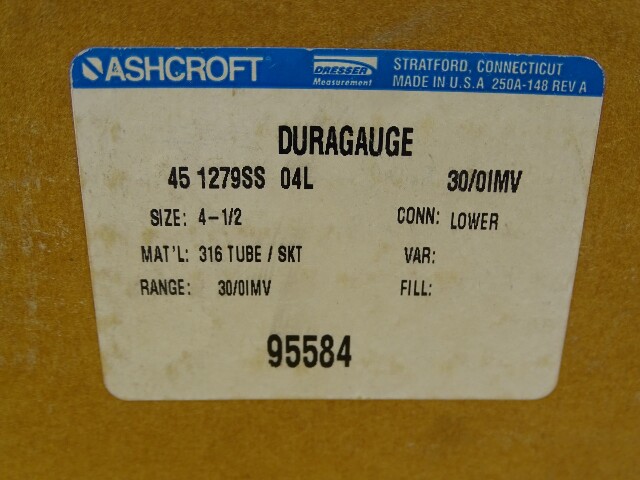 ASHCROFT
DRESSER
Measurement
STRATFORD, CONNECTICUT
MADE IN U.S.A 250A-148 REV A
DURAGAUGE
45 1279SS 04L 30/0IMV
SIZE: 4-1/2 CONN: LOWER
MAT'L: 316 TUBE / SKT VAR:
RANGE: 30/0IMV FILL:
95584